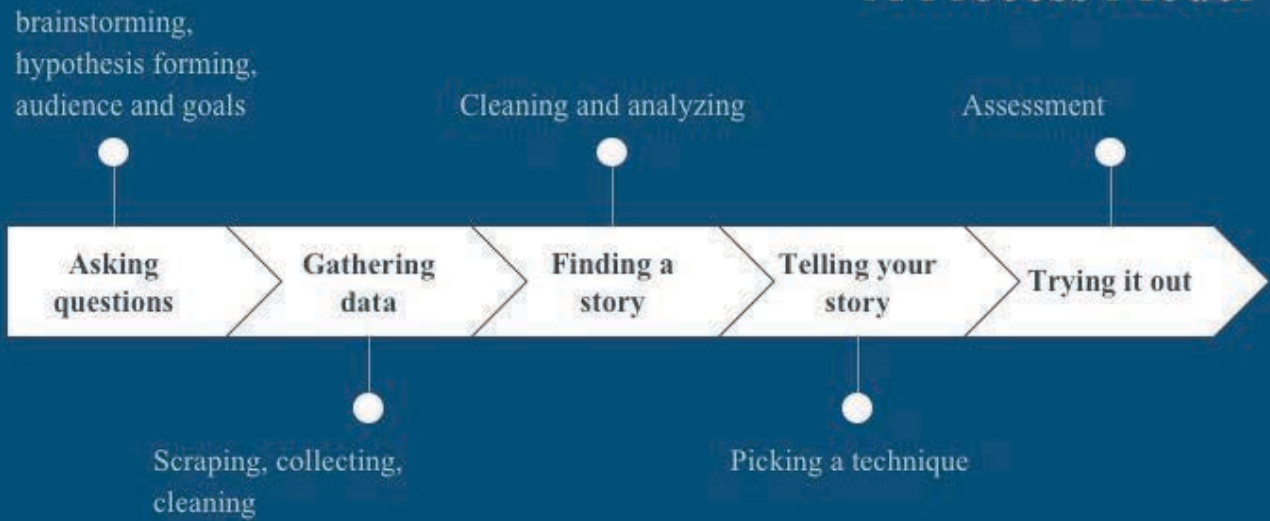 brainstorming,
hypothesis forming,
audience and goals
Cleaning and analyzing
Assessment
Asking
questions
Gathering
data
Finding a
story
Telling your
story
Trying it out
Scraping, collecting,
cleaning
Picking a technique